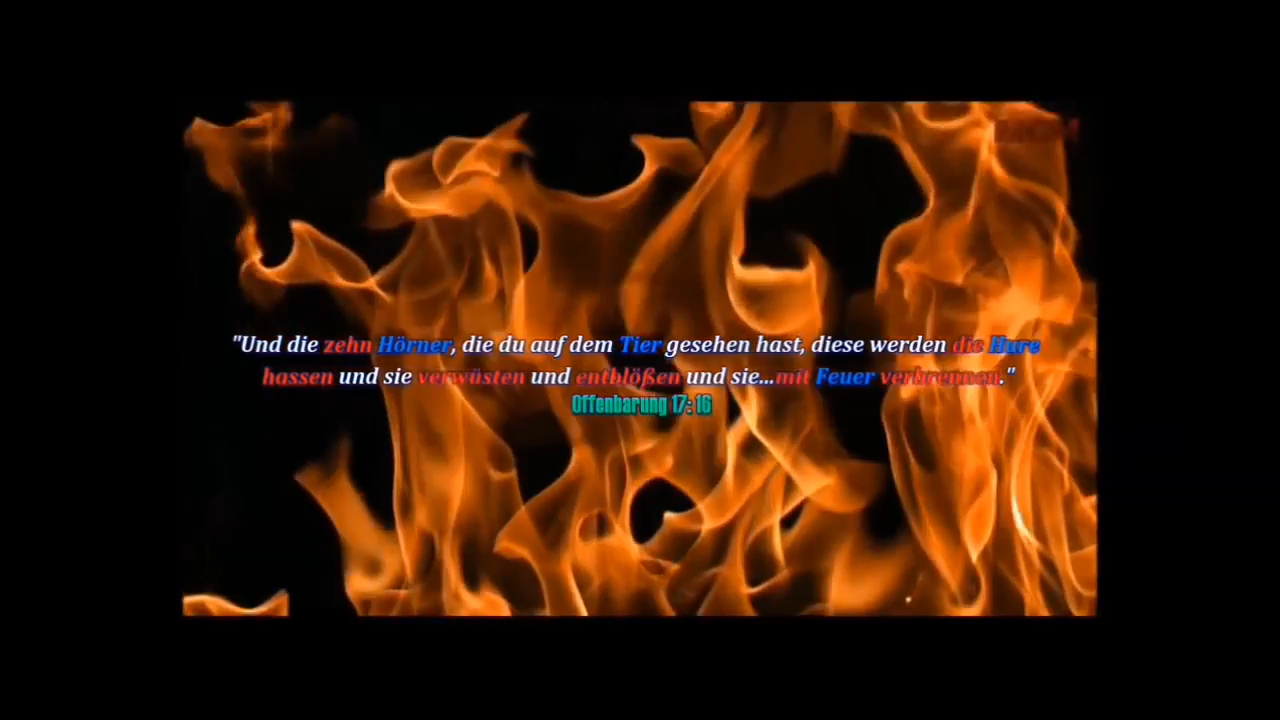 "Und die zehn Hörner, die du auf dem Tier gesehen hast, diese werden die Hure
hassen und sie verwüsten und entblößen und sie...mit Feuer verbrennen."
Offenbarung 17: 16